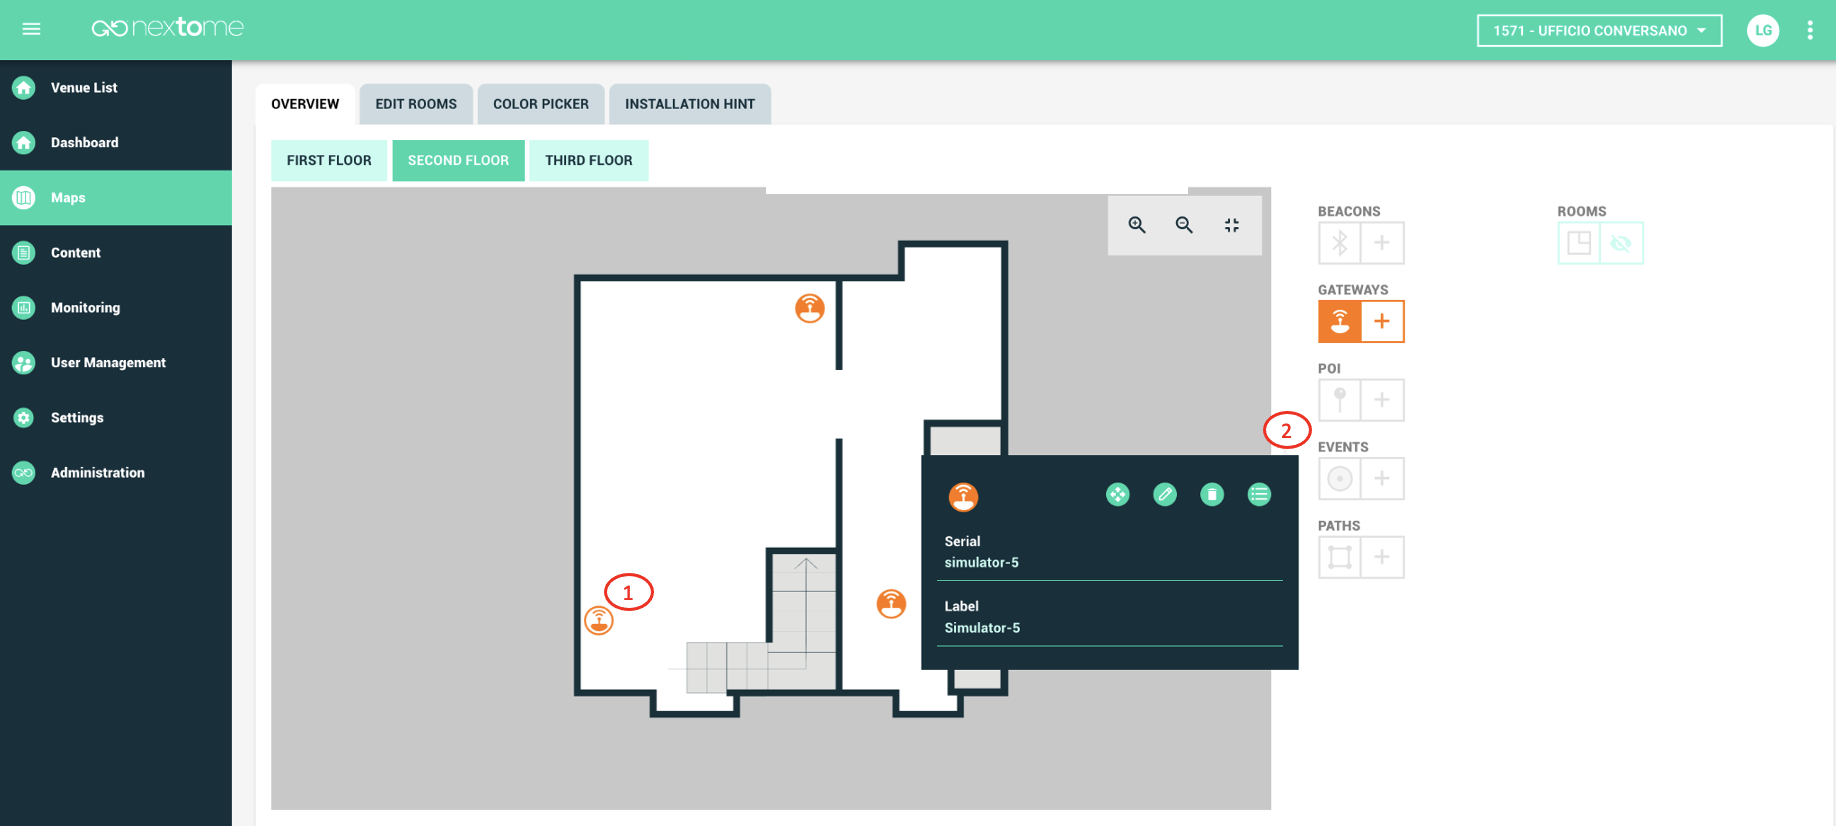 nextome
1571 - UFFICIO CONVERSANO
LG
Venue List
Dashboard
Maps
Content
Monitoring
User Management
Settings
Administration
OVERVIEW
EDIT ROOMS
COLOR PICKER
INSTALLATION HINT
FIRST FLOOR
SECOND FLOOR
THIRD FLOOR
BEACONS
ROOMS
GATEWAYS
POI
EVENTS
PATHS
1
2
Serial
simulator-5
Label
Simulator-5